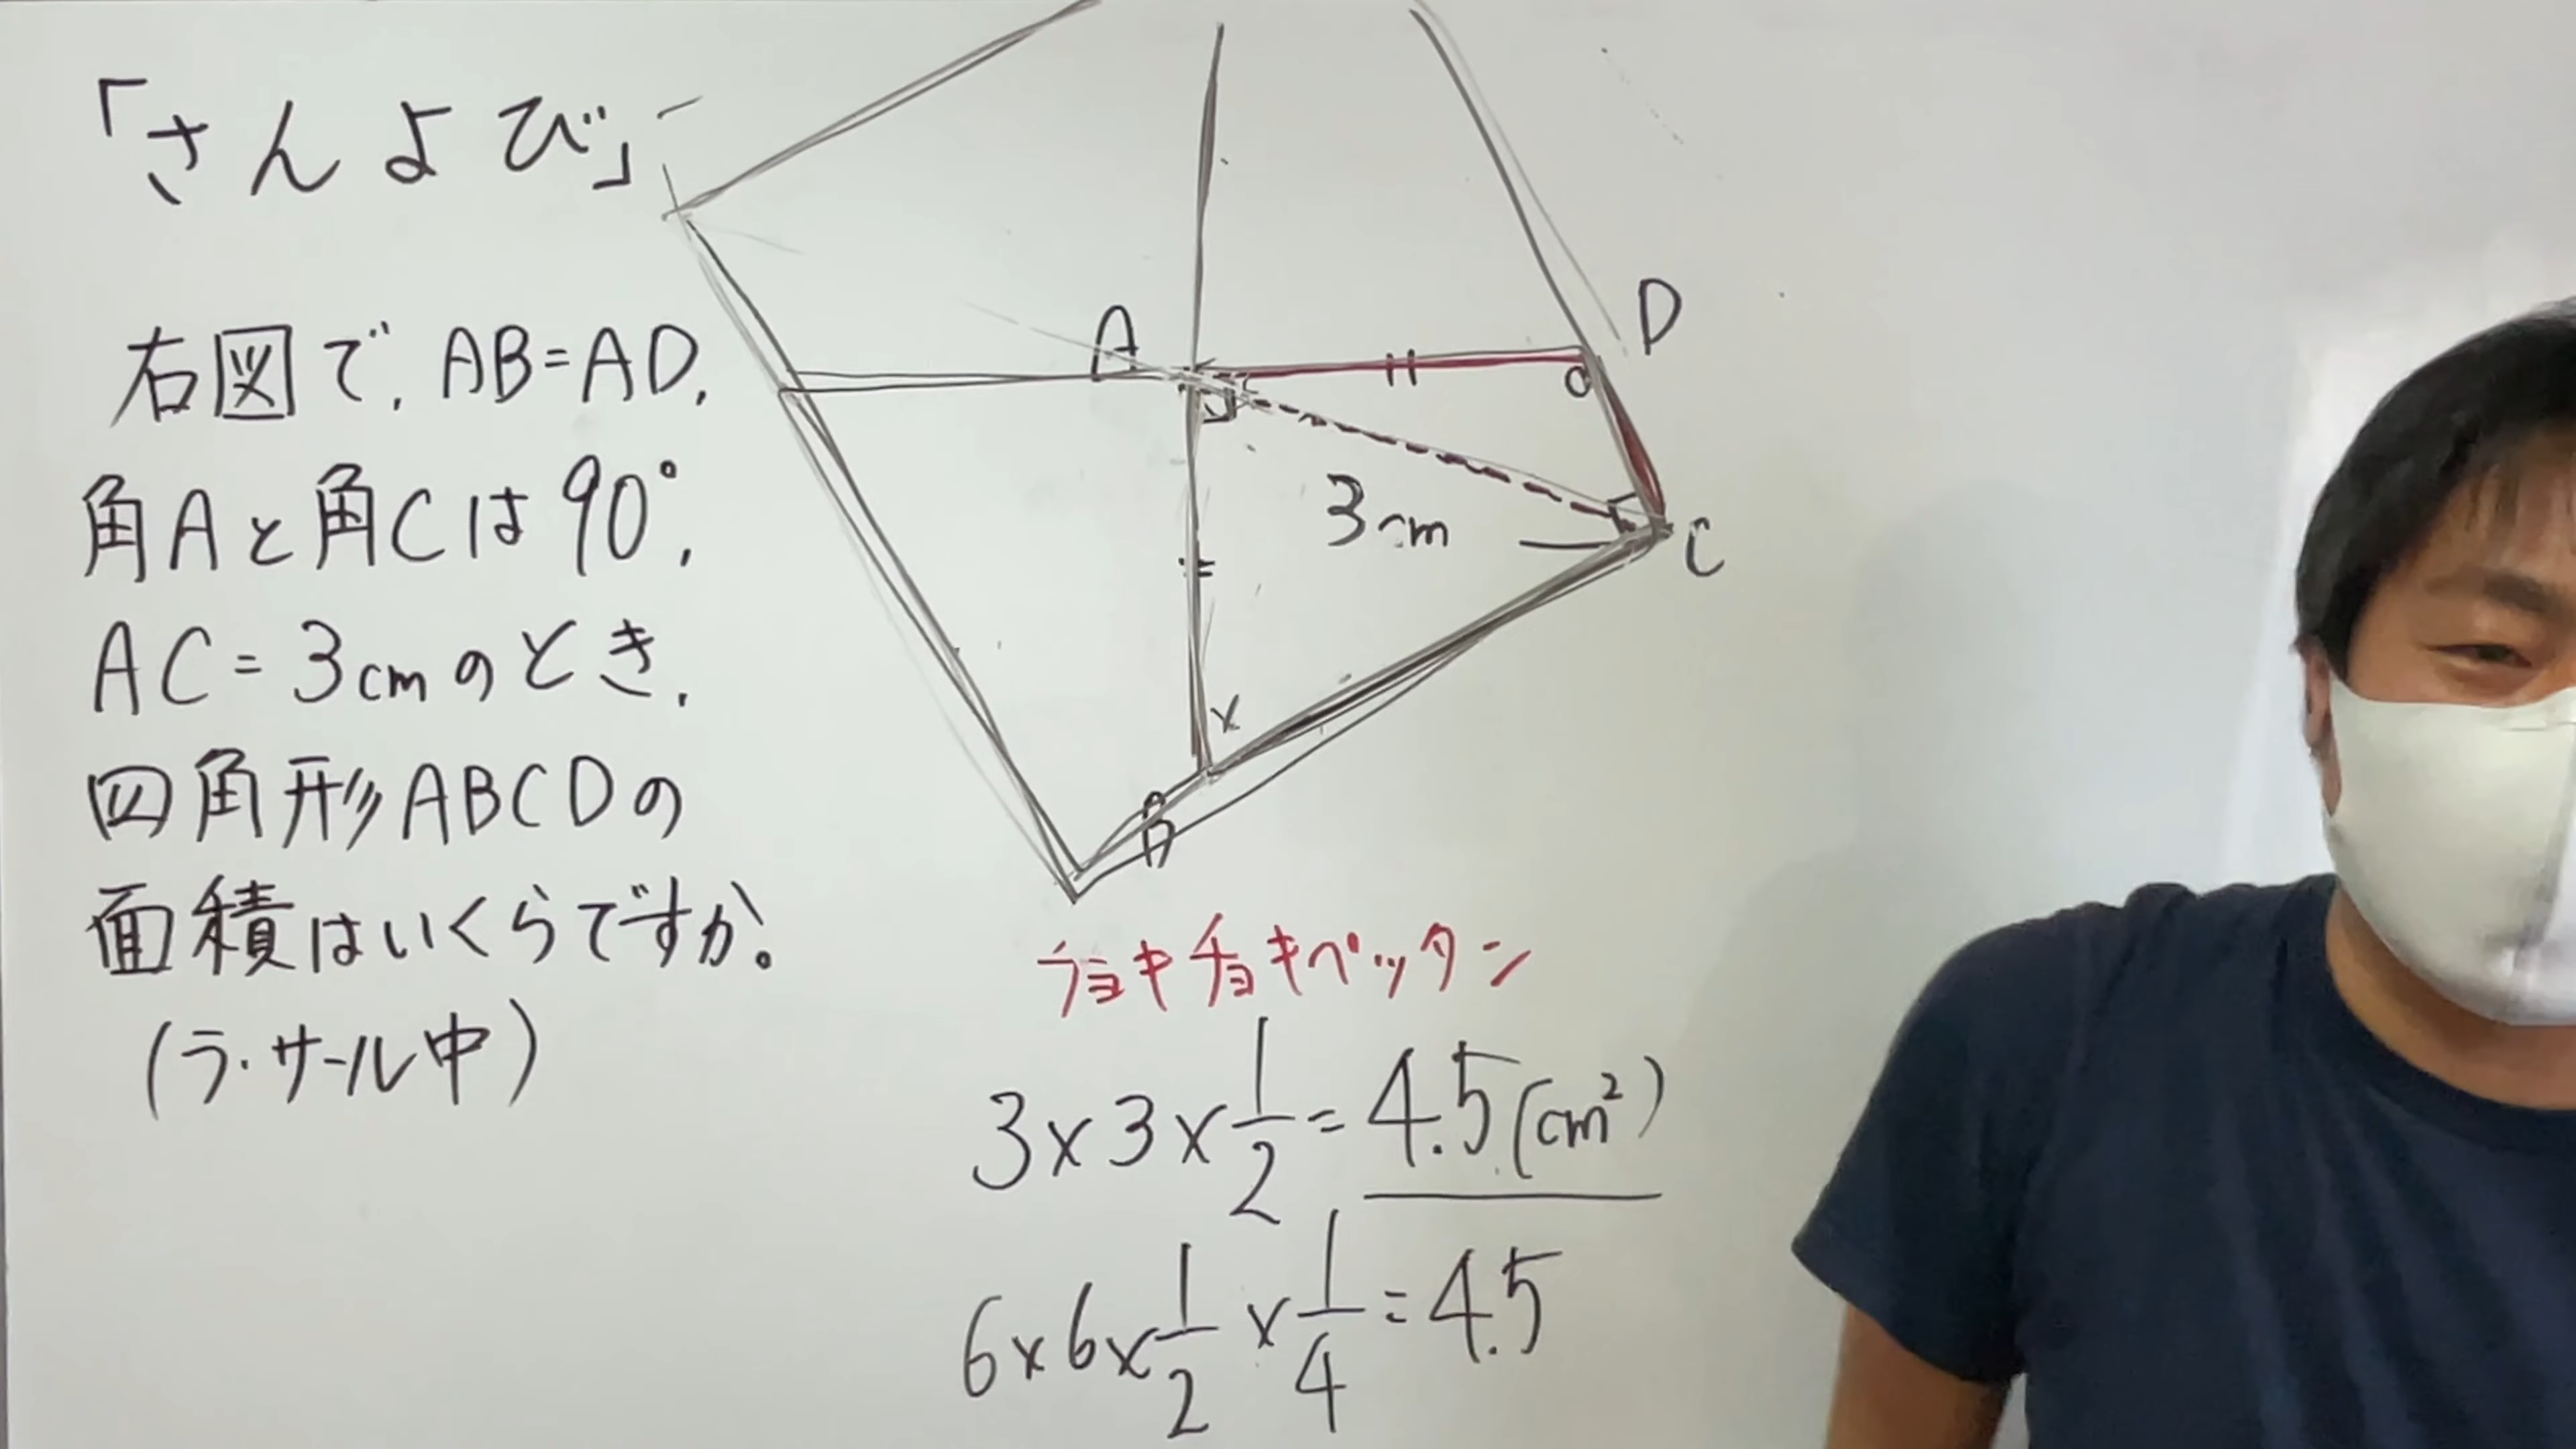 「さんよび」
右図で、AB=AD、
角Aと角Cは90°、
AC=3cmのとき、
四角形ABCDの
面積はいくらですか。
(ラ・サール中)
A
D
3cm
C
×
B
チョキチョキペッタン
3×3×1/2=4.5(cm²)
6×6×1/2×1/4=4.5